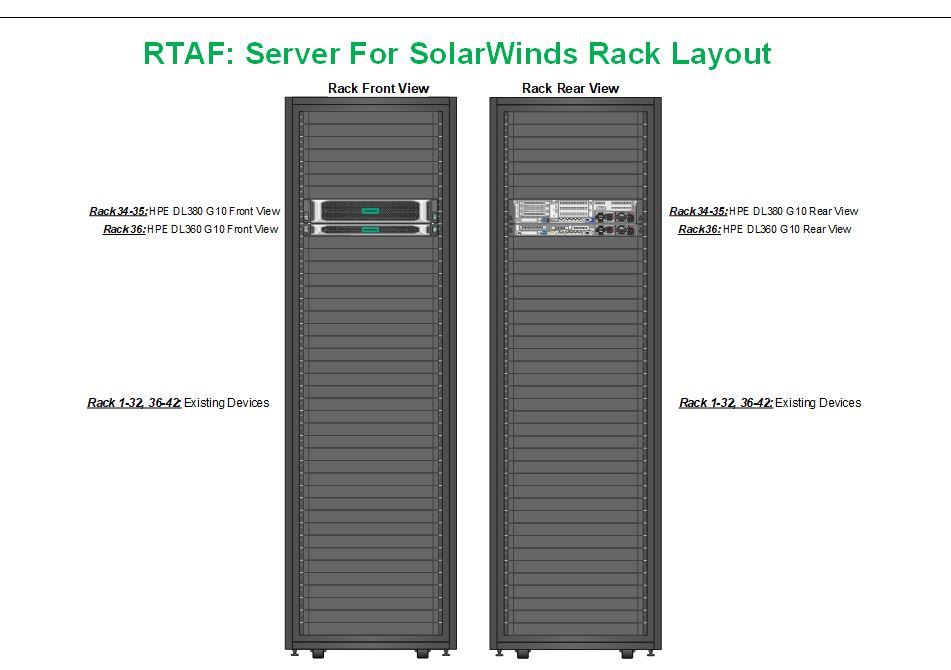 RTAF: Server For SolarWinds Rack Layout
Rack Front View
Rack Rear View
Rack34-35: HPE DL380 G10 Front View
Rack34-35: HPE DL380 G10 Rear View
Rack36: HPE DL360 G10 Front View
Rack36: HPE DL360 G10 Rear View
Rack 1-32, 36-42: Existing Devices
Rack 1-32, 36-42: Existing Devices